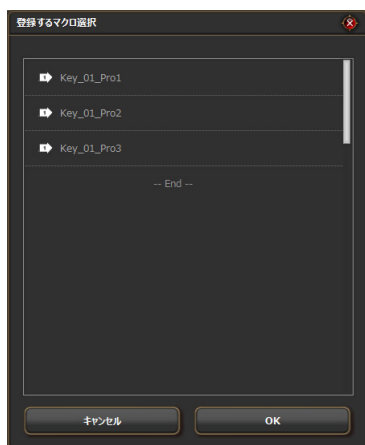 登録するマクロ選択
Key_01_Pro1
Key_01_Pro2
Key_01_Pro3
-- End --
キャンセル
OK